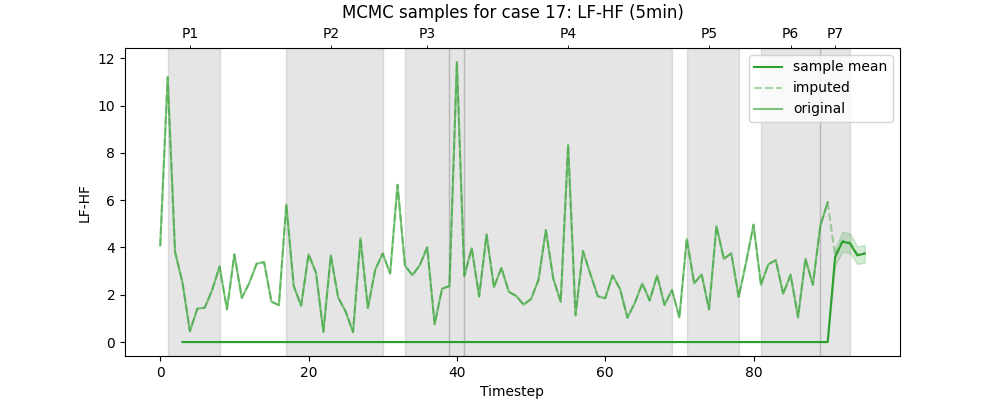 MCMC samples for case 17: LF-HF (5min)
P1 P2 P3 P4 P5 P6 P7
12
10
8
6
4
2
0
LF-HF
sample mean
imputed
original
0 20 40 60 80
Timestep